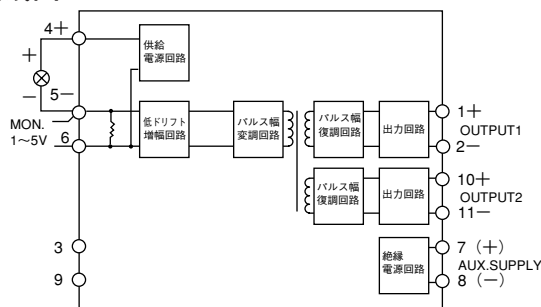 4+
供給
電源回路
+
−
5−
MON.
1〜5V
6
低ドリフト
増幅回路
パルス幅
変調回路
パルス幅
復調回路
出力回路
1+
OUTPUT1
2−
パルス幅
復調回路
出力回路
10+
OUTPUT2
11−
3
9
絶縁
電源回路
7 (+)
AUX.SUPPLY
8 (−)